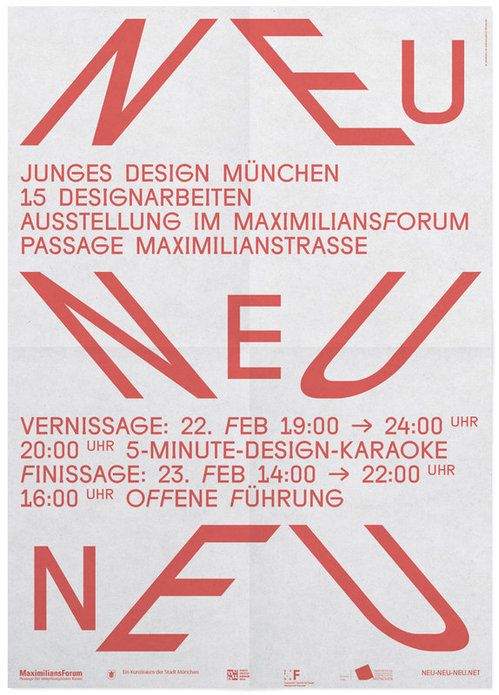 NEU
JUNGES DESIGN MÜNCHEN
15 DESIGNARBEITEN
AUSSTELLUNG IM MAXIMILIANSFORUM
PASSAGE MAXIMILIANSTRASSE
NEU
VERNISSAGE: 22. FEB 19:00 → 24:00 UHR
20:00 UHR 5-MINUTE-DESIGN-KARAOKE
FINISSAGE: 23. FEB 14:00 → 22:00 UHR
16:00 UHR OFFENE FÜHRUNG
NEU
MaximiliansForum
Ein Kunstraum der Stadt München
NEU-NEU-NEU.NET